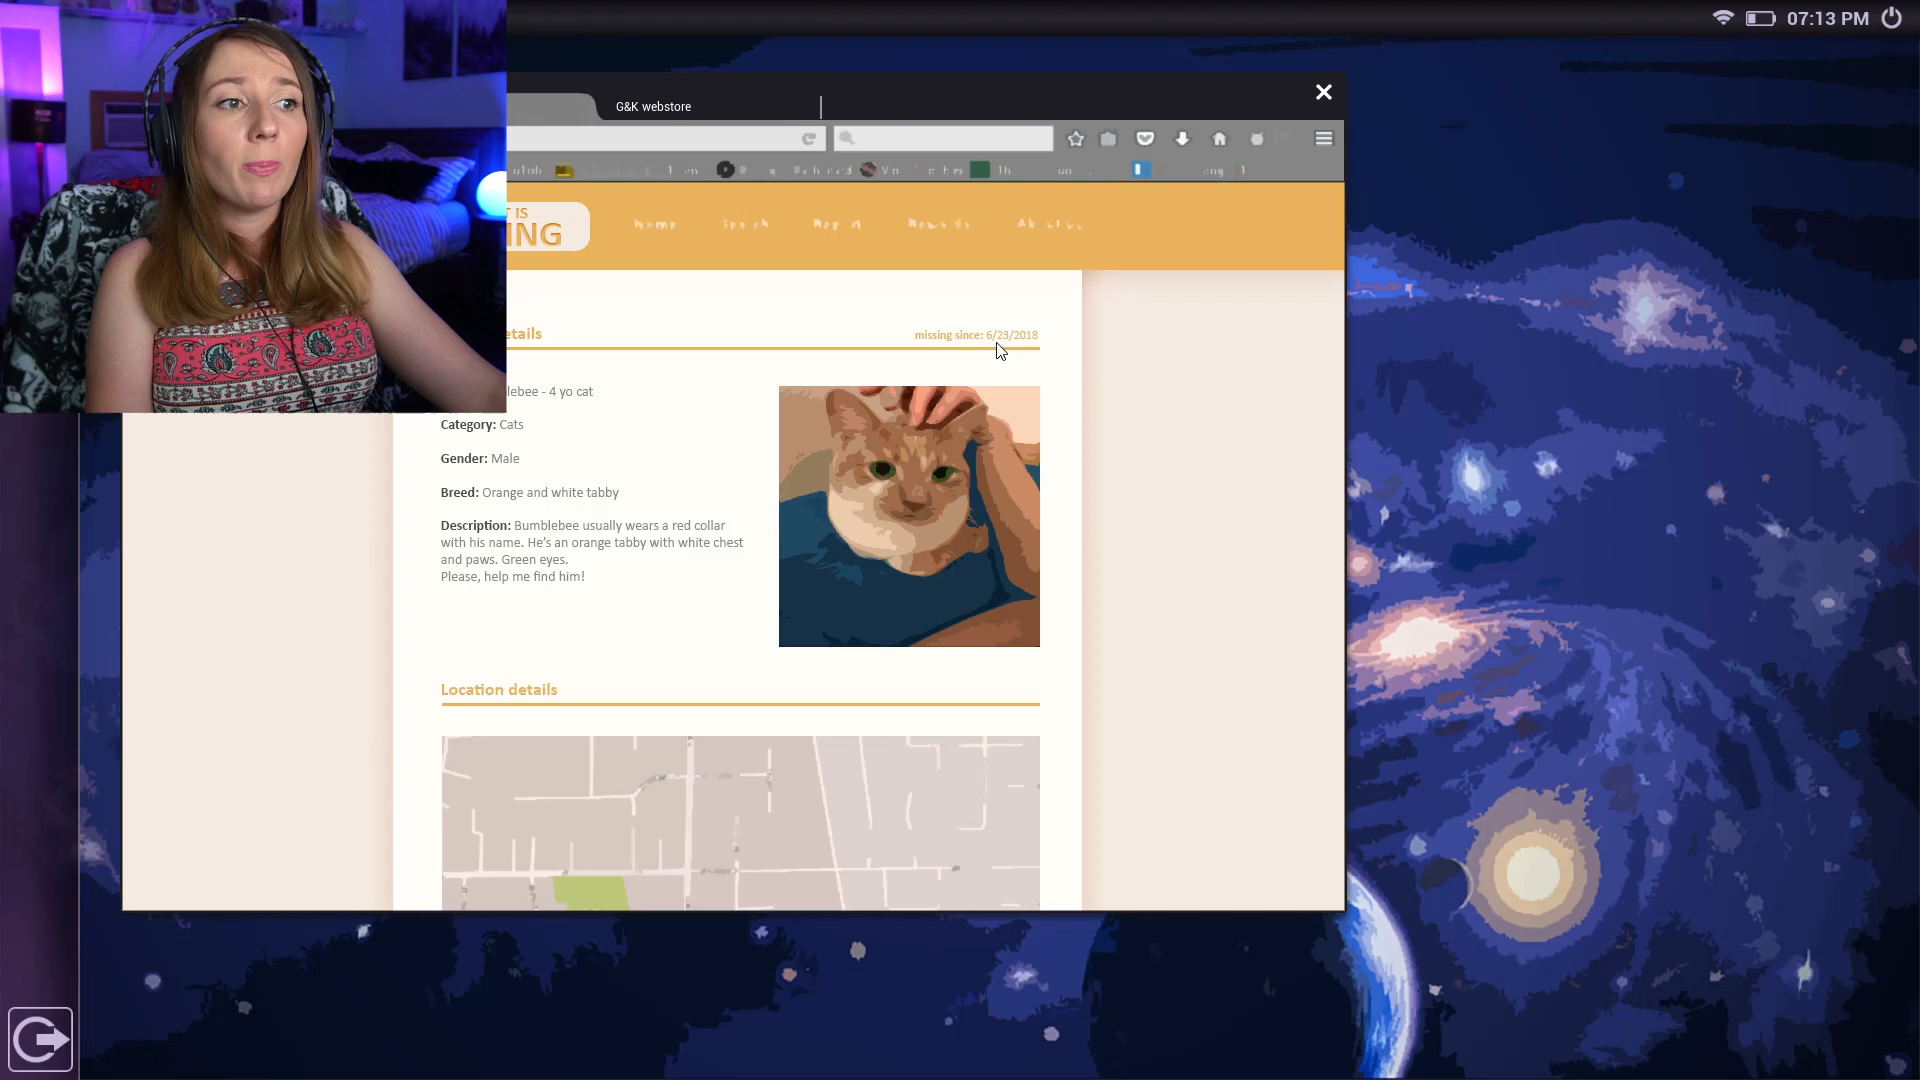 07:13 PM
G&K webstore
T IS
ING
etails
missing since: 6/23/2018
lebee - 4 yo cat
Category: Cats
Gender: Male
Breed: Orange and white tabby
Description: Bumblebee usually wears a red collar
with his name. He's an orange tabby with white chest
and paws. Green eyes.
Please, help me find him!
Location details